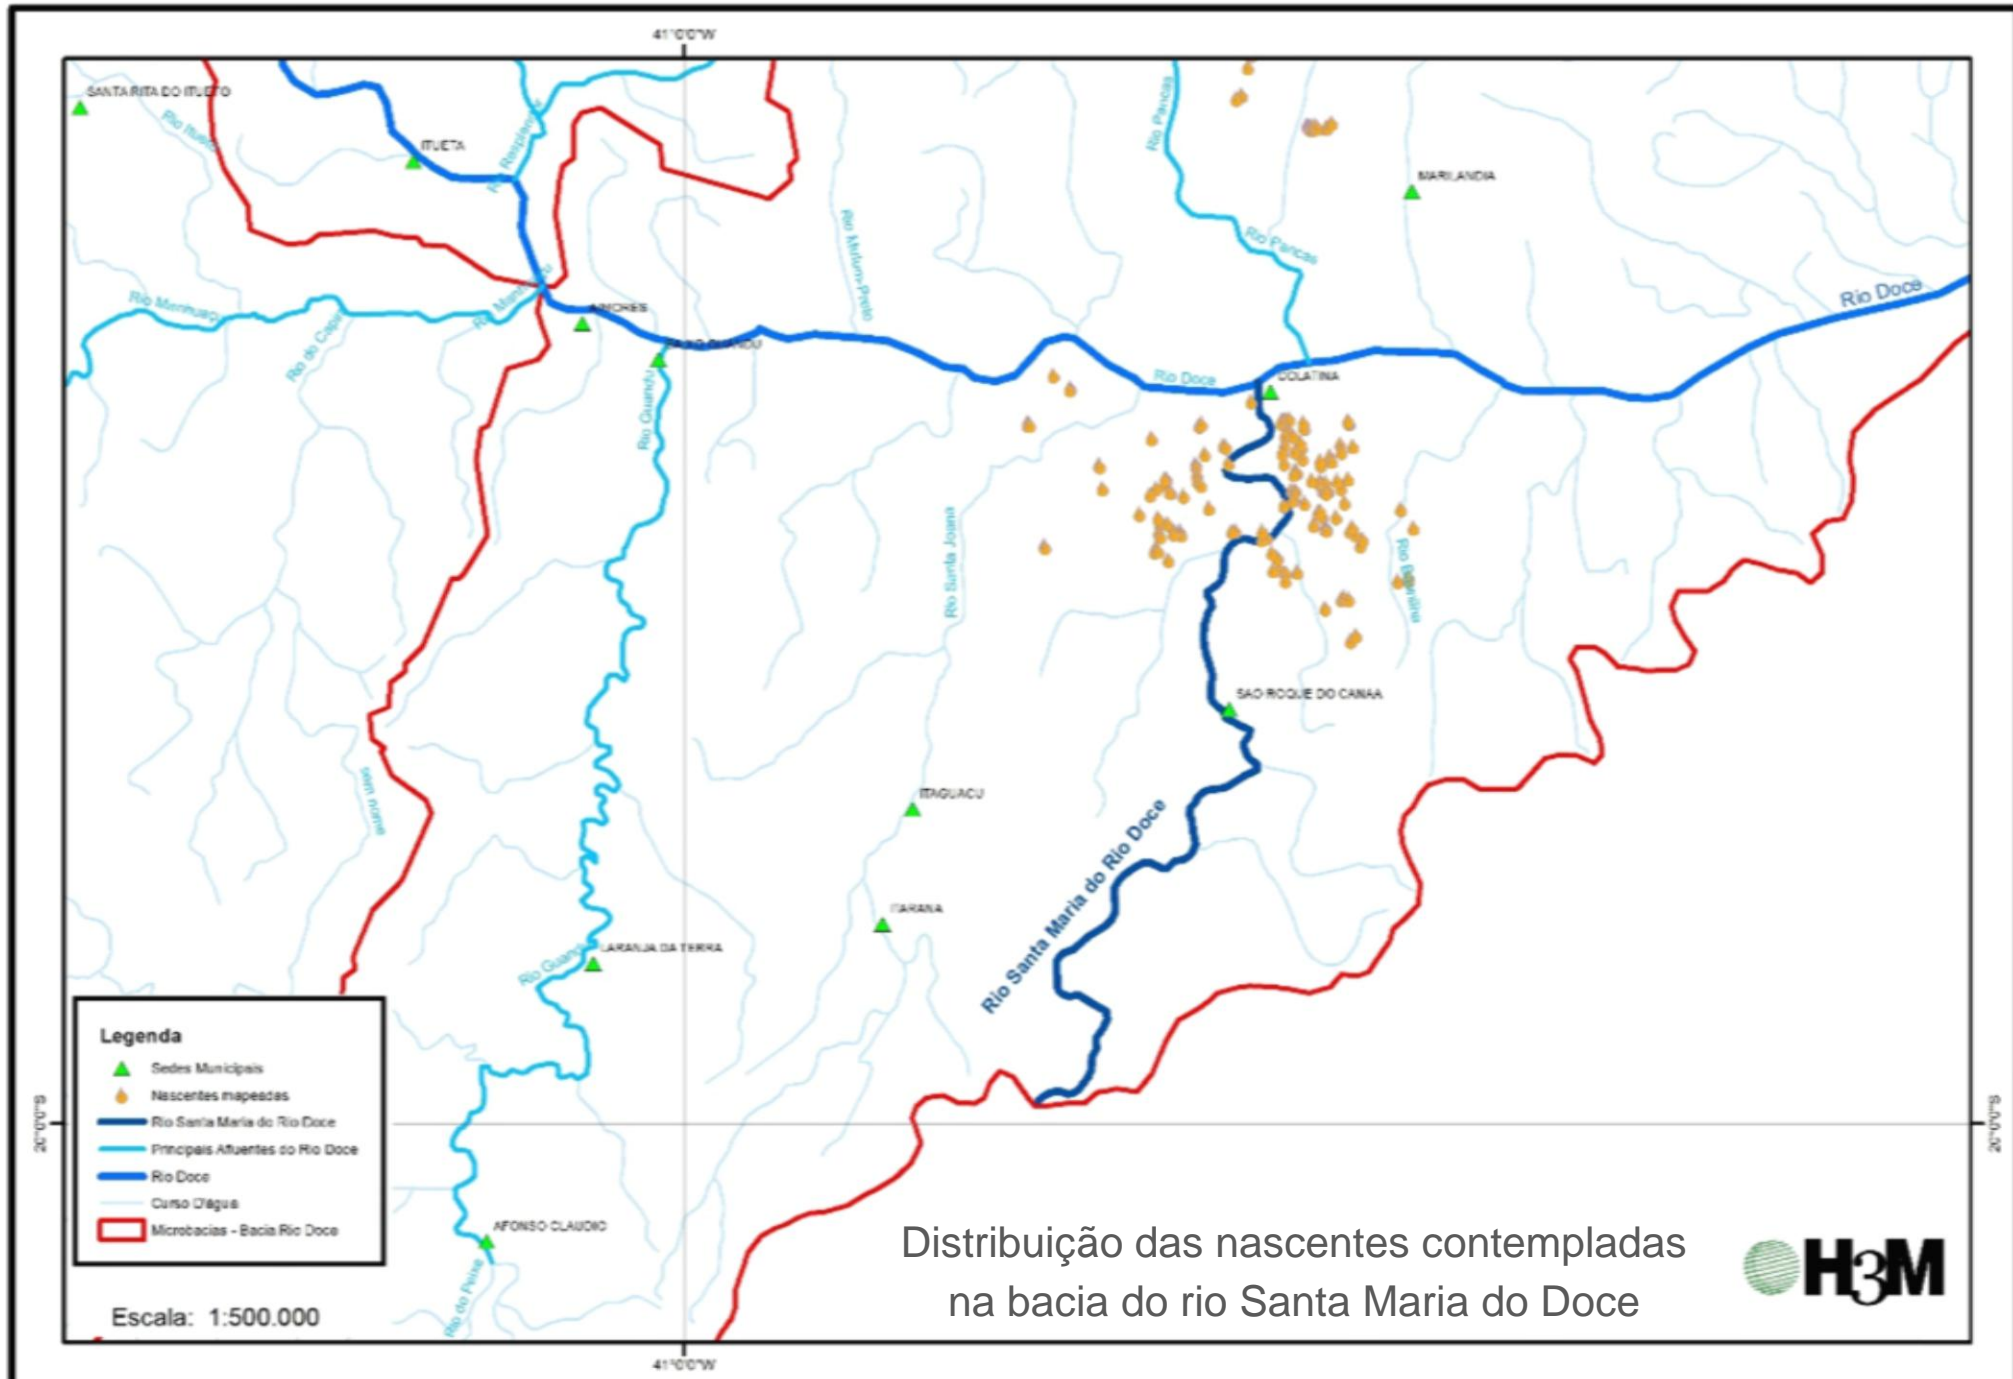 41°0'0"W
SANTA RITA DO ITUETO
Rio Itueto
ITUETA
Rio Pancas
MARILANDIA
Rio Mutum-Preto
Rio Pancas
Rio Manhuaçu
AIMORES
Rio Doce
Rio do Capim
Rio Doce
COLATINA
Rio Guandu
Rio Santa Joana
SAO ROQUE DO CANAA
sem nome
ITAGUACU
Rio Santa Maria do Rio Doce
ITARANA
LARANJA DA TERRA
Rio Guandu
Legenda
Sedes Municipais
Nascentes mapeadas
Rio Santa Maria do Rio Doce
Principais Afluentes do Rio Doce
Rio Doce
Curso D'água
Microbacias - Bacia Rio Doce
20°0'0"S
20°0'0"S
AFONSO CLAUDIO
Rio do Peixe
Escala: 1:500.000
Distribuição das nascentes contempladas
na bacia do rio Santa Maria do Doce
H3M
41°0'0"W